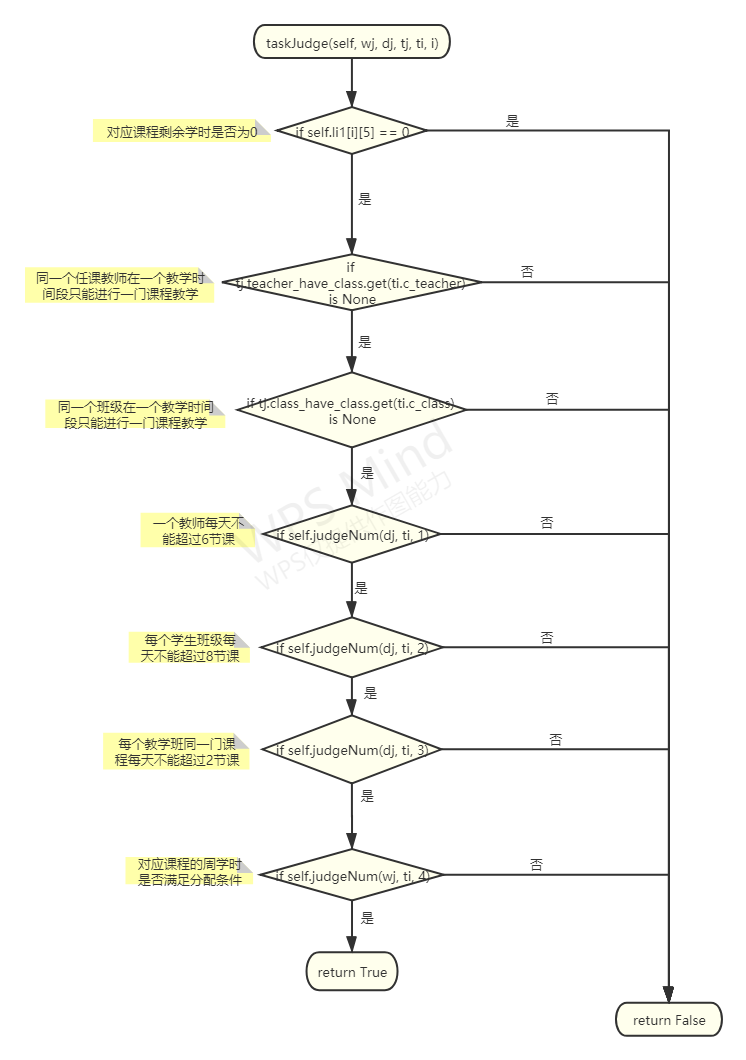 taskJudge(self, wj, dj, tj, ti, i)
对应课程剩余学时是否为0
if self.li1[i][5] == 0
是
是
同一个任课教师在一个教学时
间段只能进行一门课程教学
if
tj.teacher_have_class.get(ti.c_teacher)
is None
否
是
同一个班级在一个教学时间
段只能进行一门课程教学
if tj.class_have_class.get(ti.c_class)
is None
否
是
一个教师每天不
能超过6节课
if self.judgeNum(dj, ti, 1)
否
是
每个学生班级每
天不能超过8节课
if self.judgeNum(dj, ti, 2)
否
是
每个教学班同一门课
程每天不能超过2节课
if self.judgeNum(dj, ti, 3)
否
是
对应课程的周学时
是否满足分配条件
if self.judgeNum(wj, ti, 4)
否
是
return True
return False
WPS Mind